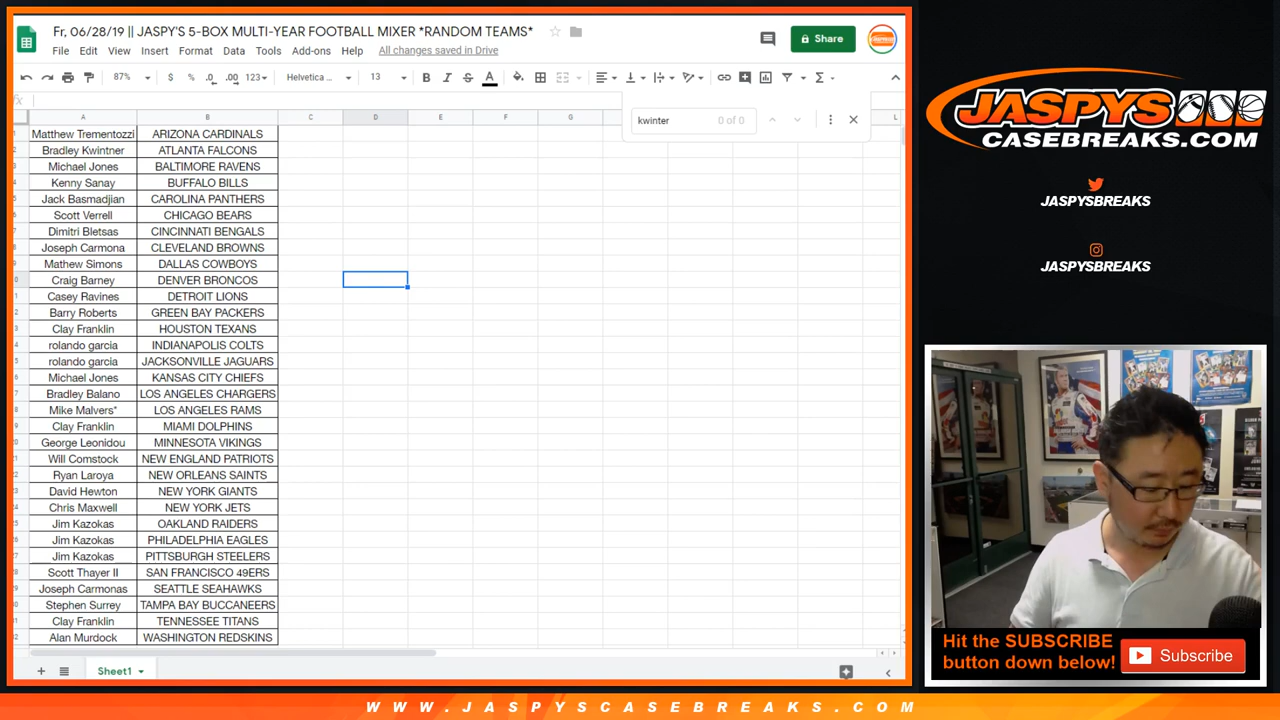 Fr, 06/28/19 || JASPY'S 5-BOX MULTI-YEAR FOOTBALL MIXER *RANDOM TEAMS*
File Edit View Insert Format Data Tools Add-ons Help All changes saved in Drive
Share
87% $ % .0 .00 123 Helvetica ... 13 B I S A
kwinter 0 of 0
A B C D E F G L
Matthew Trementozzi ARIZONA CARDINALS
2 Bradley Kwintner ATLANTA FALCONS
3 Michael Jones BALTIMORE RAVENS
4 Kenny Sanay BUFFALO BILLS
5 Jack Basmadjian CAROLINA PANTHERS
Scott Verrell CHICAGO BEARS
7 Dimitri Bletsas CINCINNATI BENGALS
Joseph Carmona CLEVELAND BROWNS
Mathew Simons DALLAS COWBOYS
Craig Barney DENVER BRONCOS
Casey Ravines DETROIT LIONS
Barry Roberts GREEN BAY PACKERS
Clay Franklin HOUSTON TEXANS
rolando garcia INDIANAPOLIS COLTS
rolando garcia JACKSONVILLE JAGUARS
Michael Jones KANSAS CITY CHIEFS
Bradley Balano LOS ANGELES CHARGERS
Mike Malvers* LOS ANGELES RAMS
Clay Franklin MIAMI DOLPHINS
George Leonidou MINNESOTA VIKINGS
Will Comstock NEW ENGLAND PATRIOTS
Ryan Laroya NEW ORLEANS SAINTS
David Hewton NEW YORK GIANTS
Chris Maxwell NEW YORK JETS
Jim Kazokas OAKLAND RAIDERS
Jim Kazokas PHILADELPHIA EAGLES
Jim Kazokas PITTSBURGH STEELERS
Scott Thayer II SAN FRANCISCO 49ERS
Joseph Carmonas SEATTLE SEAHAWKS
Stephen Surrey TAMPA BAY BUCCANEERS
Clay Franklin TENNESSEE TITANS
Alan Murdock WASHINGTON REDSKINS
Sheet1
JASPYS
CASEBREAKS.COM
JASPYSBREAKS
JASPYSBREAKS
Hit the SUBSCRIBE
button down below!
Subscribe
WWW.JASPYSCASEBREAKS.COM